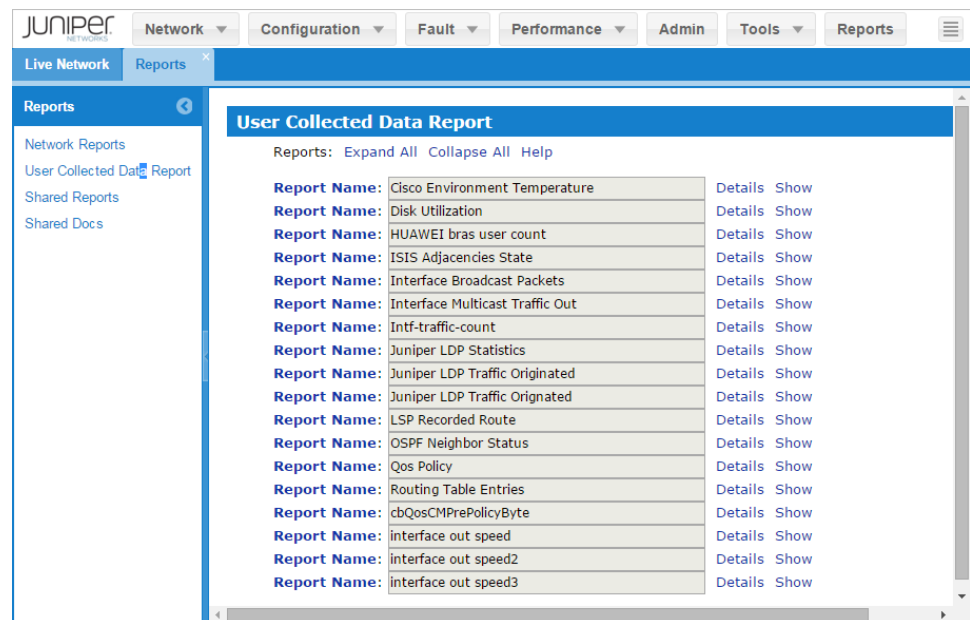 JUNIPER
NETWORKS
Network Configuration Fault Performance Admin Tools Reports
Live Network Reports
Reports
Network Reports
User Collected Data Report
Shared Reports
Shared Docs
User Collected Data Report
Reports: Expand All Collapse All Help
Report Name: Cisco Environment Temperature Details Show
Report Name: Disk Utilization Details Show
Report Name: HUAWEI bras user count Details Show
Report Name: ISIS Adjacencies State Details Show
Report Name: Interface Broadcast Packets Details Show
Report Name: Interface Multicast Traffic Out Details Show
Report Name: Intf-traffic-count Details Show
Report Name: Juniper LDP Statistics Details Show
Report Name: Juniper LDP Traffic Originated Details Show
Report Name: Juniper LDP Traffic Orignated Details Show
Report Name: LSP Recorded Route Details Show
Report Name: OSPF Neighbor Status Details Show
Report Name: Qos Policy Details Show
Report Name: Routing Table Entries Details Show
Report Name: cbQosCMPrePolicyByte Details Show
Report Name: interface out speed Details Show
Report Name: interface out speed2 Details Show
Report Name: interface out speed3 Details Show